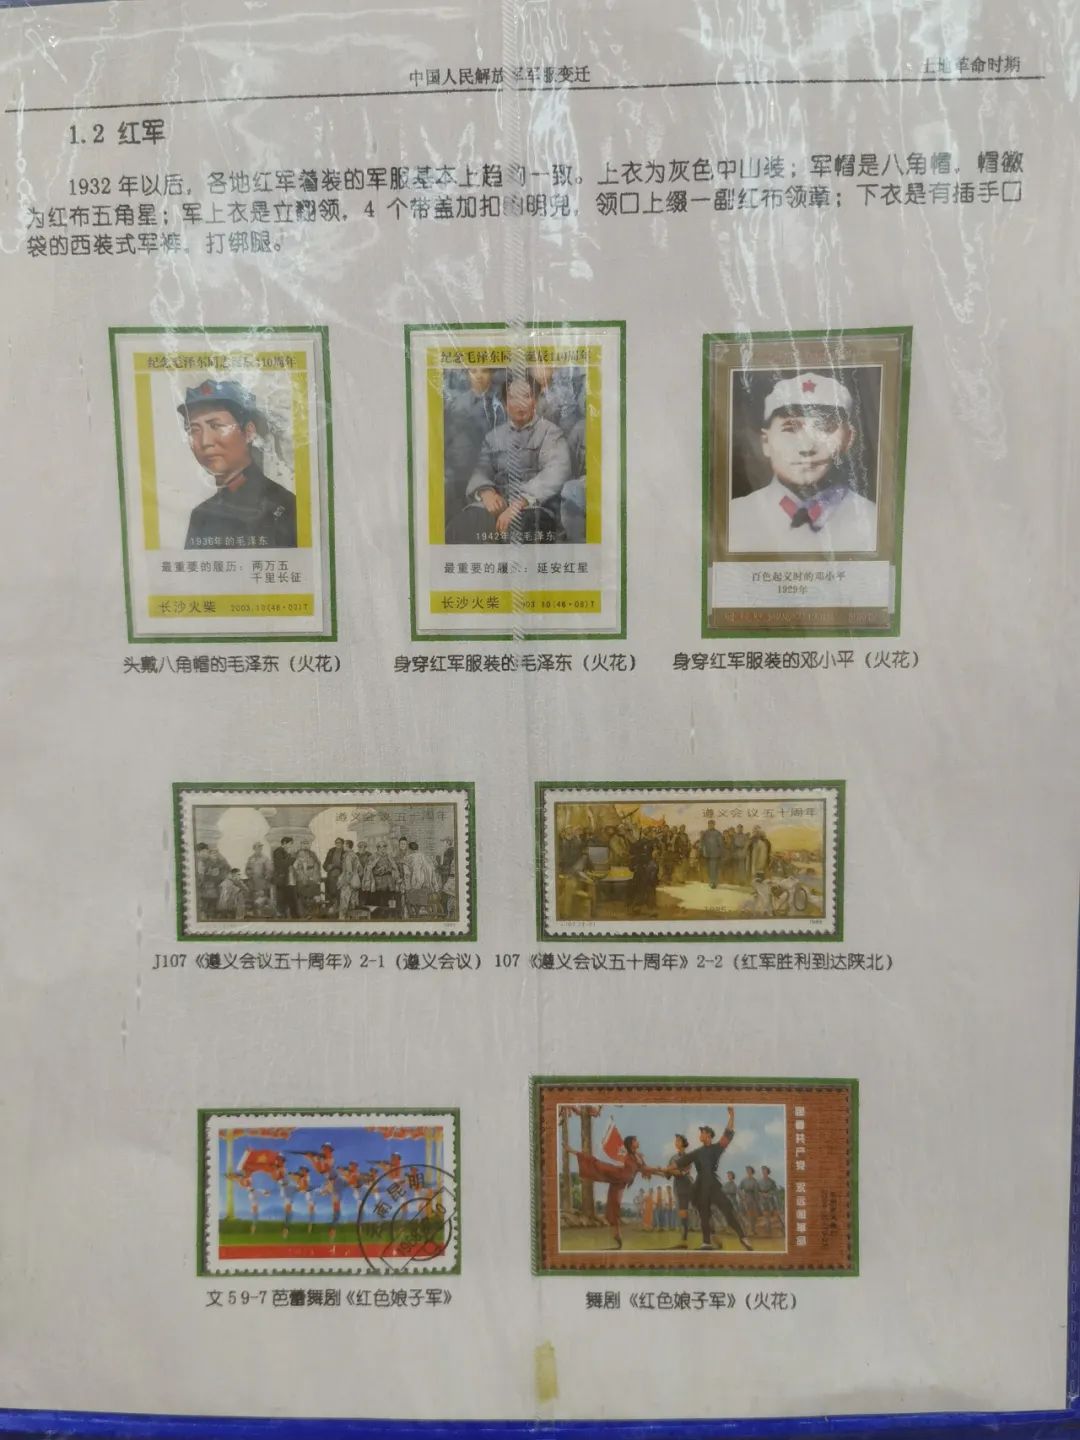 中国人民解放军军服变迁
土地革命时期
1.2 红军
1932年以后，各地红军着装的军服基本上趋于一致。上衣为灰色中山装；军帽是八角帽，帽徽
为红布五角星；军上衣是立翻领，4 个带盖加扣的明兜，领口上缀一副红布领章；下衣是有插手口
袋的西装式军裤，打绑腿。
纪念毛泽东同志诞辰110周年
1936年的毛泽东
最重要的履历：两万五
千里长征
长沙火柴 2003.10(46·03)T
纪念毛泽东同志诞辰110周年
1942年的毛泽东
最重要的履历：延安红星
长沙火柴
百色起义时的邓小平
1929年
头戴八角帽的毛泽东（火花）
身穿红军服装的毛泽东（火花）
身穿红军服装的邓小平（火花）
遵义会议五十周年
遵义会议五十周年
20
J107《遵义会议五十周年》2-1（遵义会议）
107《遵义会议五十周年》2-2（红军胜利到达陕北）
文59-7芭蕾舞剧《红色娘子军》
舞剧《红色娘子军》（火花）